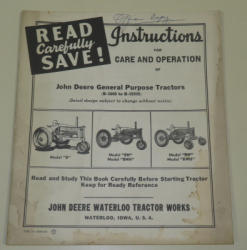 READ
Carefully
SAVE!
Instructions
FOR
CARE AND OPERATION
OF
John Deere General Purpose Tractors
(Detail design subject to change without notice)
Read and Study This Book Carefully Before Starting Tractor
Keep for Ready Reference
JOHN DEERE WATERLOO TRACTOR WORKS
WATERLOO, IOWA, U. S. A.